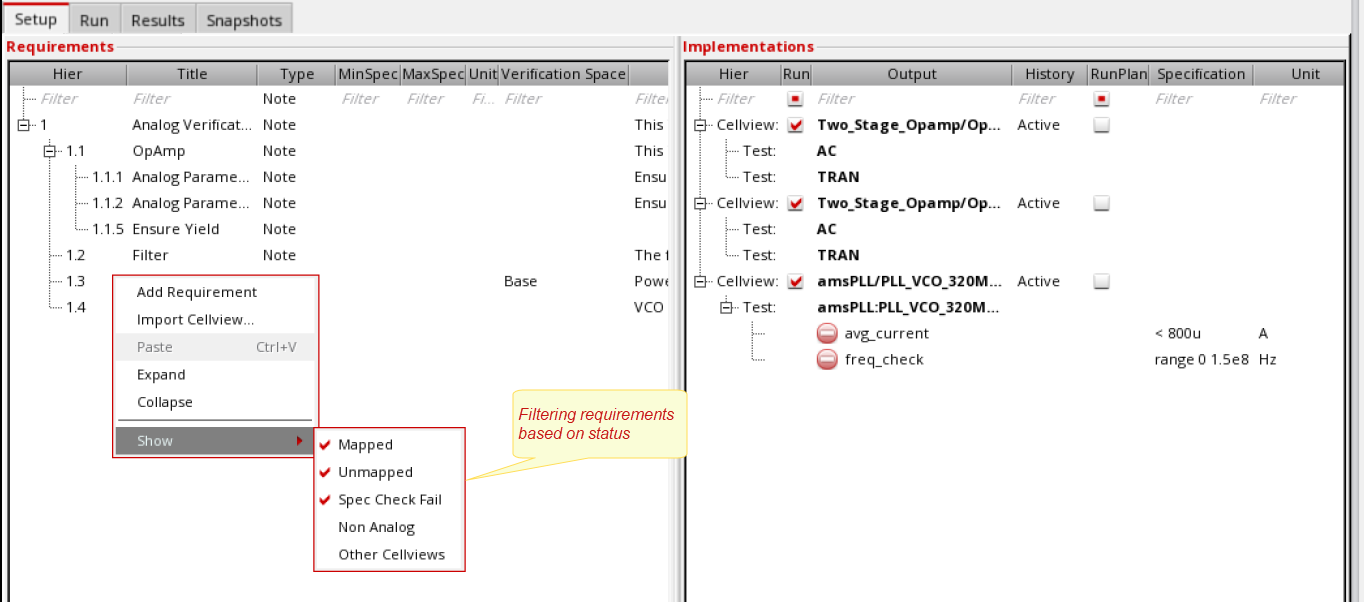 Setup Run Results Snapshots
Requirements
Hier Title Type MinSpec MaxSpec Unit Verification Space
Filter Filter Note Filter Filter Fi... Filter Filter
1 Analog Verificat... Note This
1.1 OpAmp Note This
1.1.1 Analog Parame... Note Ensu
1.1.2 Analog Parame... Note Ensu
1.1.5 Ensure Yield Note
1.2 Filter Note The f
1.3 Base Powe
1.4 VCO
Add Requirement
Import Cellview...
Paste Ctrl+V
Expand
Collapse
Show
Mapped
Unmapped
Spec Check Fail
Non Analog
Other Cellviews
Filtering requirements
based on status
Implementations
Hier Run Output History RunPlan Specification Unit
Filter Filter Filter Filter Filter
Cellview: Two_Stage_Opamp/Op... Active
Test: AC
Test: TRAN
Cellview: Two_Stage_Opamp/Op... Active
Test: AC
Test: TRAN
Cellview: amsPLL/PLL_VCO_320M... Active
Test: amsPLL:PLL_VCO_320M...
avg_current < 800u A
freq_check range 0 1.5e8 Hz